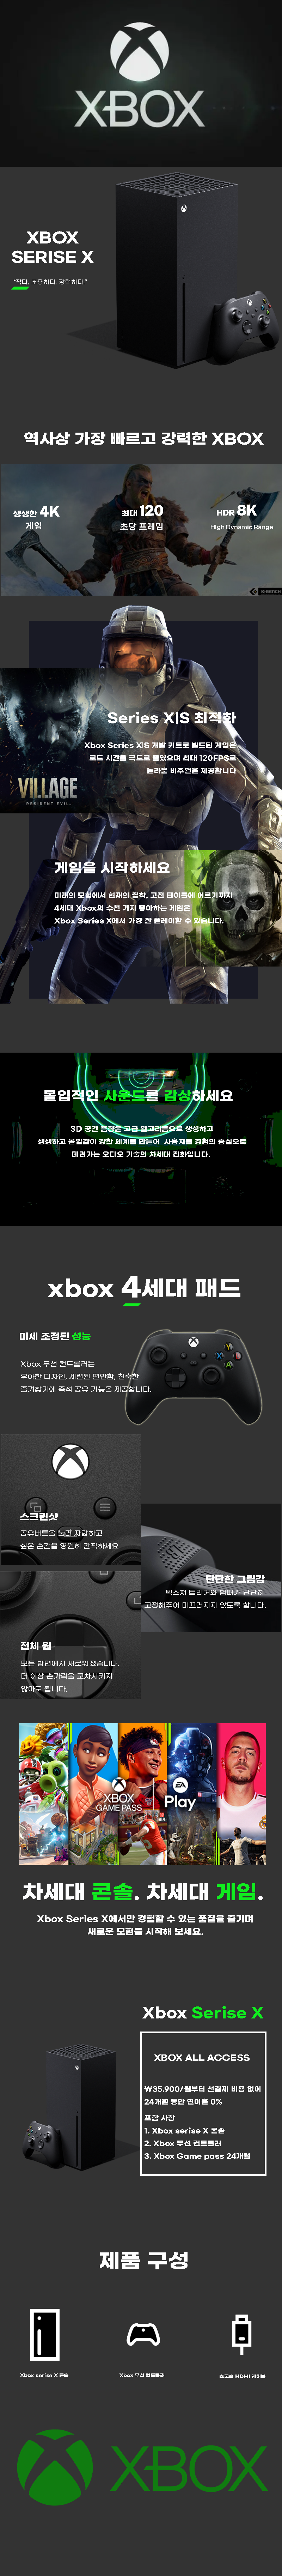 XBOX
XBOX
SERISE X
"작다. 조용하다. 강력하다."
역사상 가장 빠르고 강력한 XBOX
생생한 4K
게임
최대 120
초당 프레임
HDR 8K
High Dynamic Range
Series X|S 최적화
Xbox Series X|S 개발 키트로 빌드된 게임은
로드 시간을 극도로 줄였으며 최대 120FPS로
놀라운 비주얼을 제공합니다
VILLAGE
RESIDENT EVIL
게임을 시작하세요
미래의 모험에서 현재의 집착, 고전 타이틀에 이르기까지
4세대 Xbox의 수천 가지 좋아하는 게임은
Xbox Series X에서 가장 잘 플레이할 수 있습니다.
몰입적인 사운드를 감상하세요
3D 공간 음향은 고급 알고리즘으로 생성하고
생생하고 몰입감이 강한 세계를 만들어 사용자를 경험의 중심으로
데려가는 오디오 기술의 차세대 진화입니다.
xbox 4세대 패드
미세 조정된 성능
Xbox 무선 컨트롤러는
우아한 디자인, 세련된 편안함, 친숙한
즐겨찾기에 즉석 공유 기능을 제공합니다.
스크린샷
공유버튼을 눌러 자랑하고
싶은 순간을 영원히 간직하세요
단단한 그립감
텍스쳐 트리거와 범퍼가 단단히
고정해주어 미끄러지지 않도록 합니다.
전체 원
모든 방면에서 새로워졌습니다.
더 이상 손가락을 교차시키지
않아도 됩니다.
XBOX
GAME PASS
EA
Play
차세대 콘솔. 차세대 게임.
Xbox Series X에서만 경험할 수 있는 품질을 즐기며
새로운 모험을 시작해 보세요.
Xbox Serise X
XBOX ALL ACCESS
₩35,900/월부터 선결제 비용 없이
24개월 동안 연이율 0%
포함 사항
1. Xbox serise X 콘솔
2. Xbox 무선 컨트롤러
3. Xbox Game pass 24개월
제품 구성
Xbox serise X 콘솔
Xbox 무선 컨트롤러
초고속 HDMI 케이블
XBOX